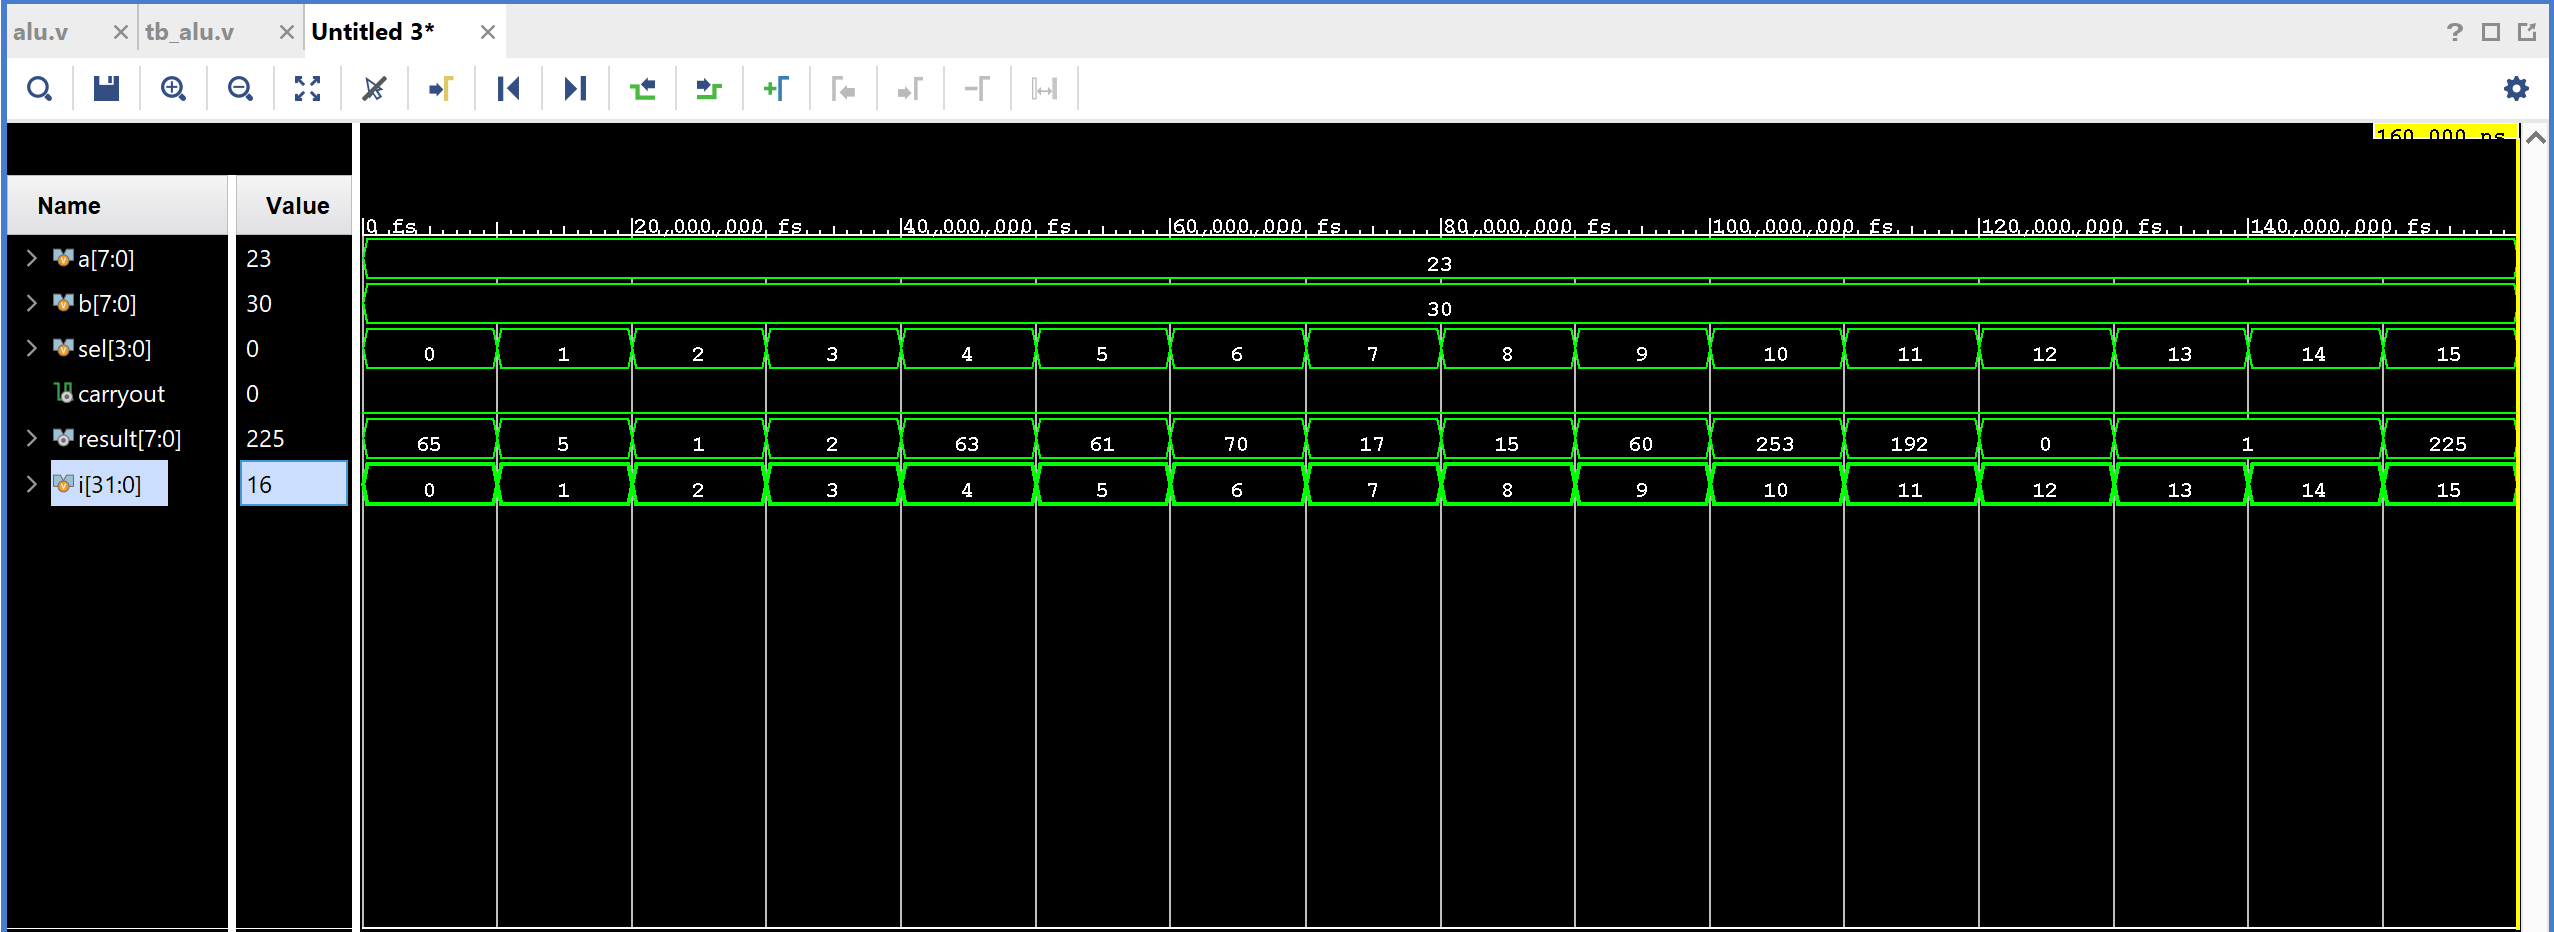 alu.v tb_alu.v Untitled 3* ?
160.000 ns
Name Value
0 fs 20,000,000 fs 40,000,000 fs 60,000,000 fs 80,000,000 fs 100,000,000 fs 120,000,000 fs 140,000,000 fs
a[7:0] 23 23
b[7:0] 30 30
sel[3:0] 0 0 1 2 3 4 5 6 7 8 9 10 11 12 13 14 15
carryout 0
result[7:0] 225 65 5 1 2 63 61 70 17 15 60 253 192 0 1 225
i[31:0] 16 0 1 2 3 4 5 6 7 8 9 10 11 12 13 14 15